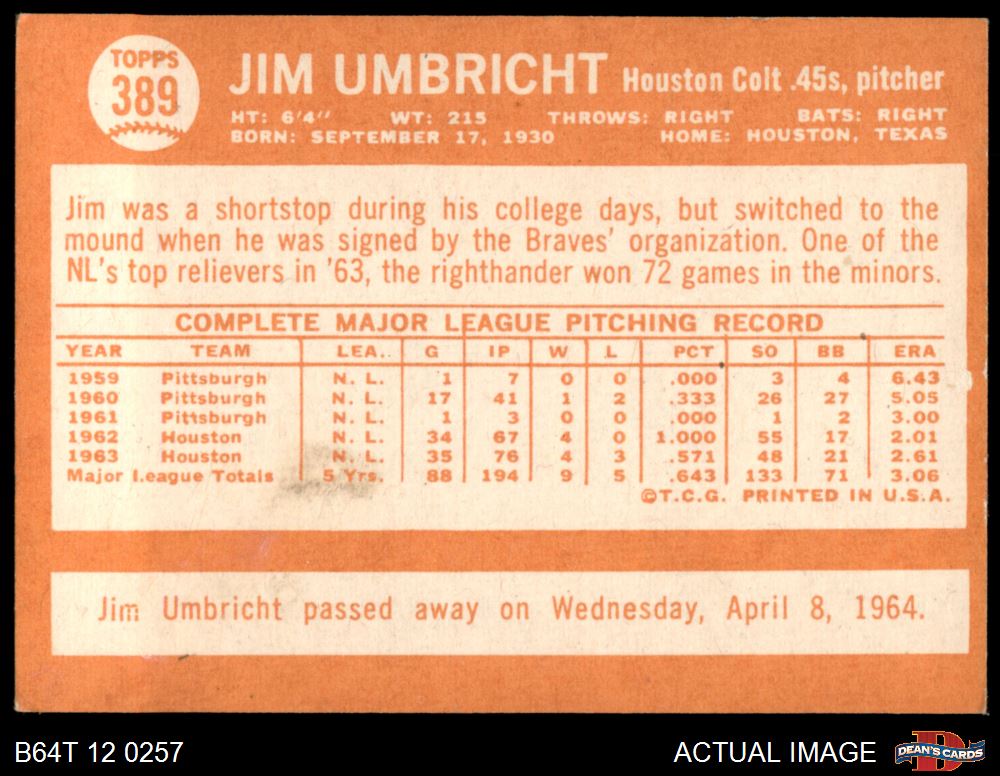 TOPPS
389
JIM UMBRICHT Houston Colt .45s, pitcher
HT: 6'4" WT: 215 THROWS: RIGHT BATS: RIGHT
BORN: SEPTEMBER 17, 1930 HOME: HOUSTON, TEXAS
Jim was a shortstop during his college days, but switched to the
mound when he was signed by the Braves' organization. One of the
NL's top relievers in '63, the righthander won 72 games in the minors.
COMPLETE MAJOR LEAGUE PITCHING RECORD
YEAR TEAM LEA. G IP W L PCT SO BB ERA
1959 Pittsburgh N. L. 1 7 0 0 .000 3 4 6.43
1960 Pittsburgh N. L. 17 41 1 2 .333 26 27 5.05
1961 Pittsburgh N. L. 1 3 0 0 .000 1 2 3.00
1962 Houston N. L. 34 67 4 0 1.000 55 17 2.01
1963 Houston N. L. 35 76 4 3 .571 48 21 2.61
Major League Totals 5 Yrs. 88 194 9 5 .643 133 71 3.06
©T.C.G. PRINTED IN U.S.A.
Jim Umbricht passed away on Wednesday, April 8, 1964.
B64T 12 0257 ACTUAL IMAGE DEAN'S CARDS